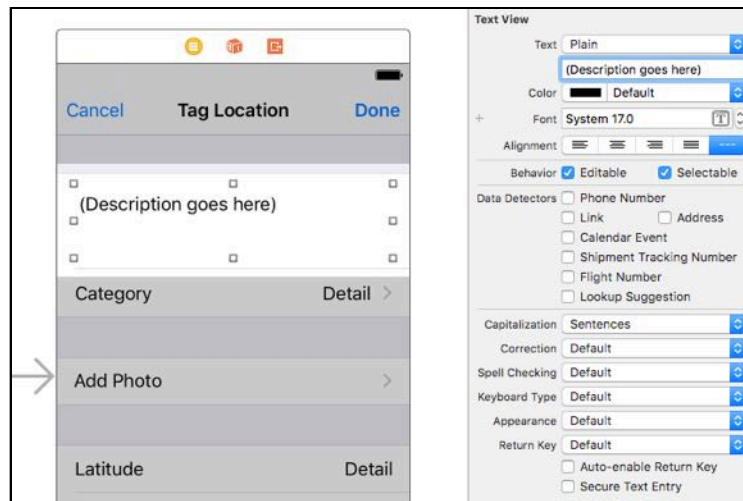 Cancel Tag Location Done
(Description goes here)
Category Detail
Add Photo
Latitude Detail
Text View
Text Plain
(Description goes here)
Color Default
Font System 17.0 T
Alignment
Behavior Editable Selectable
Data Detectors Phone Number
Link Address
Calendar Event
Shipment Tracking Number
Flight Number
Lookup Suggestion
Capitalization Sentences
Correction Default
Spell Checking Default
Keyboard Type Default
Appearance Default
Return Key Default
Auto-enable Return Key
Secure Text Entry